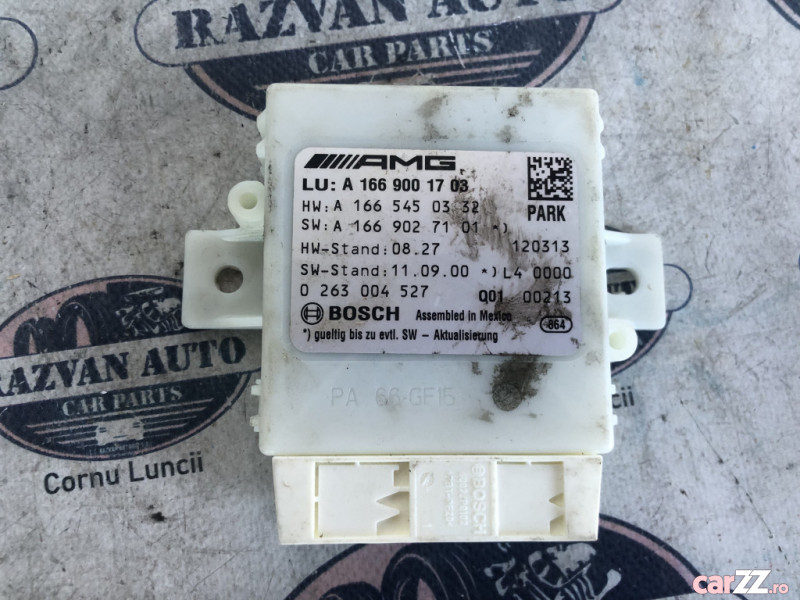 RAZVAN AUTO
CAR PARTS
AMG
LU: A 166 900 17 03
HW: A 166 545 03 32
SW: A 166 902 71 01 *)
PARK
HW-Stand: 08.27 120313
SW-Stand: 11.09.00 *) L4 0000
0 263 004 527 Q01 00213
BOSCH Assembled in Mexico 864
*) gueltig bis zu evtl. SW - Aktualisierung
PA 66-GF15
BOSCH
RAZVAN AUTO
CAR PARTS
Cornu Luncii
Cornu Luncii
carzz.ro